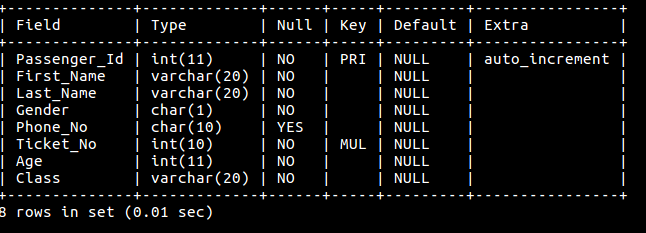 +--------------+-------------+------+-----+---------+----------------+
| Field        | Type        | Null | Key | Default | Extra          |
+--------------+-------------+------+-----+---------+----------------+
| Passenger_Id | int(11)     | NO   | PRI | NULL    | auto_increment |
| First_Name   | varchar(20) | NO   |     | NULL    |                |
| Last_Name    | varchar(20) | NO   |     | NULL    |                |
| Gender       | char(1)     | NO   |     | NULL    |                |
| Phone_No     | char(10)    | YES  |     | NULL    |                |
| Ticket_No    | int(10)     | NO   | MUL | NULL    |                |
| Age          | int(11)     | NO   |     | NULL    |                |
| Class        | varchar(20) | NO   |     | NULL    |                |
+--------------+-------------+------+-----+---------+----------------+
8 rows in set (0.01 sec)